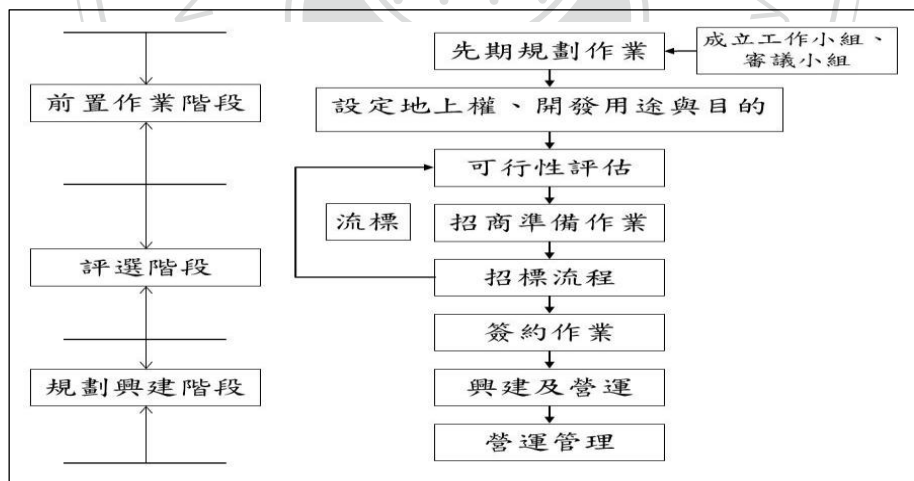 先期規劃作業
成立工作小組、
審議小組
前置作業階段
設定地上權、開發用途與目的
可行性評估
流標
招商準備作業
評選階段
招標流程
簽約作業
規劃興建階段
興建及營運
營運管理